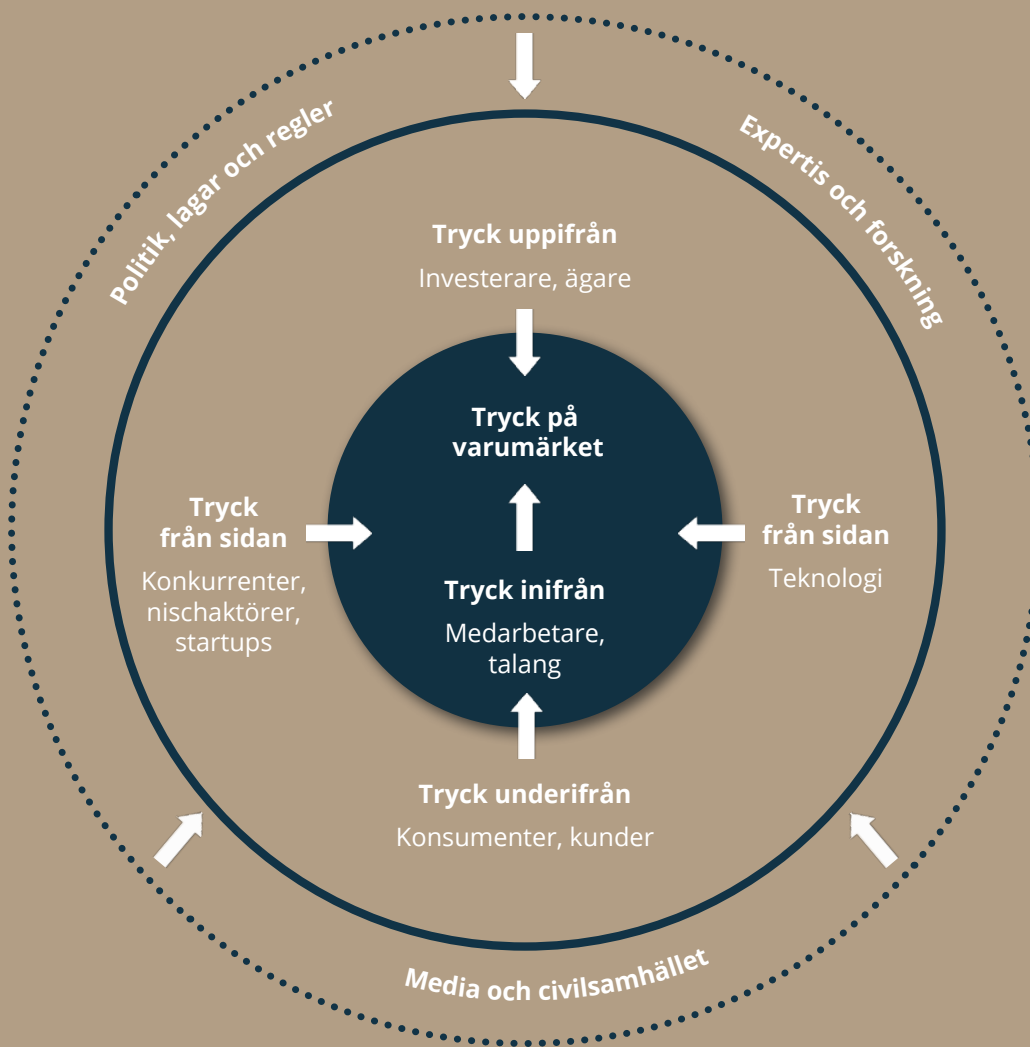 Politik, lagar och regler
Expertis och forskning
Tryck uppifrån
Investerare, ägare
Tryck på
varumärket
Tryck
från sidan
Konkurrenter,
nischaktörer,
startups
Tryck inifrån
Medarbetare,
talang
Tryck
från sidan
Teknologi
Tryck underifrån
Konsumenter, kunder
Media och civilsamhället